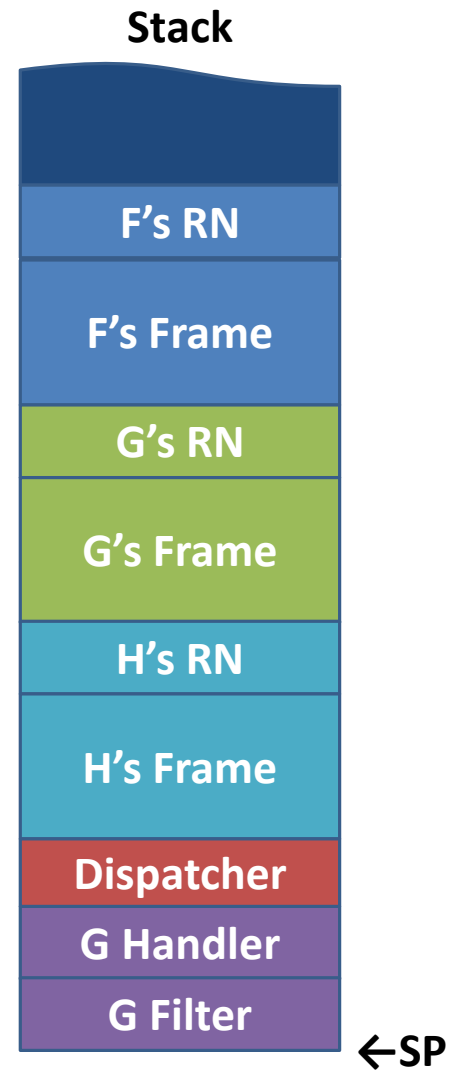 Stack
F’s RN
F’s Frame
G’s RN
G’s Frame
H’s RN
H’s Frame
Dispatcher
G Handler
G Filter
←SP